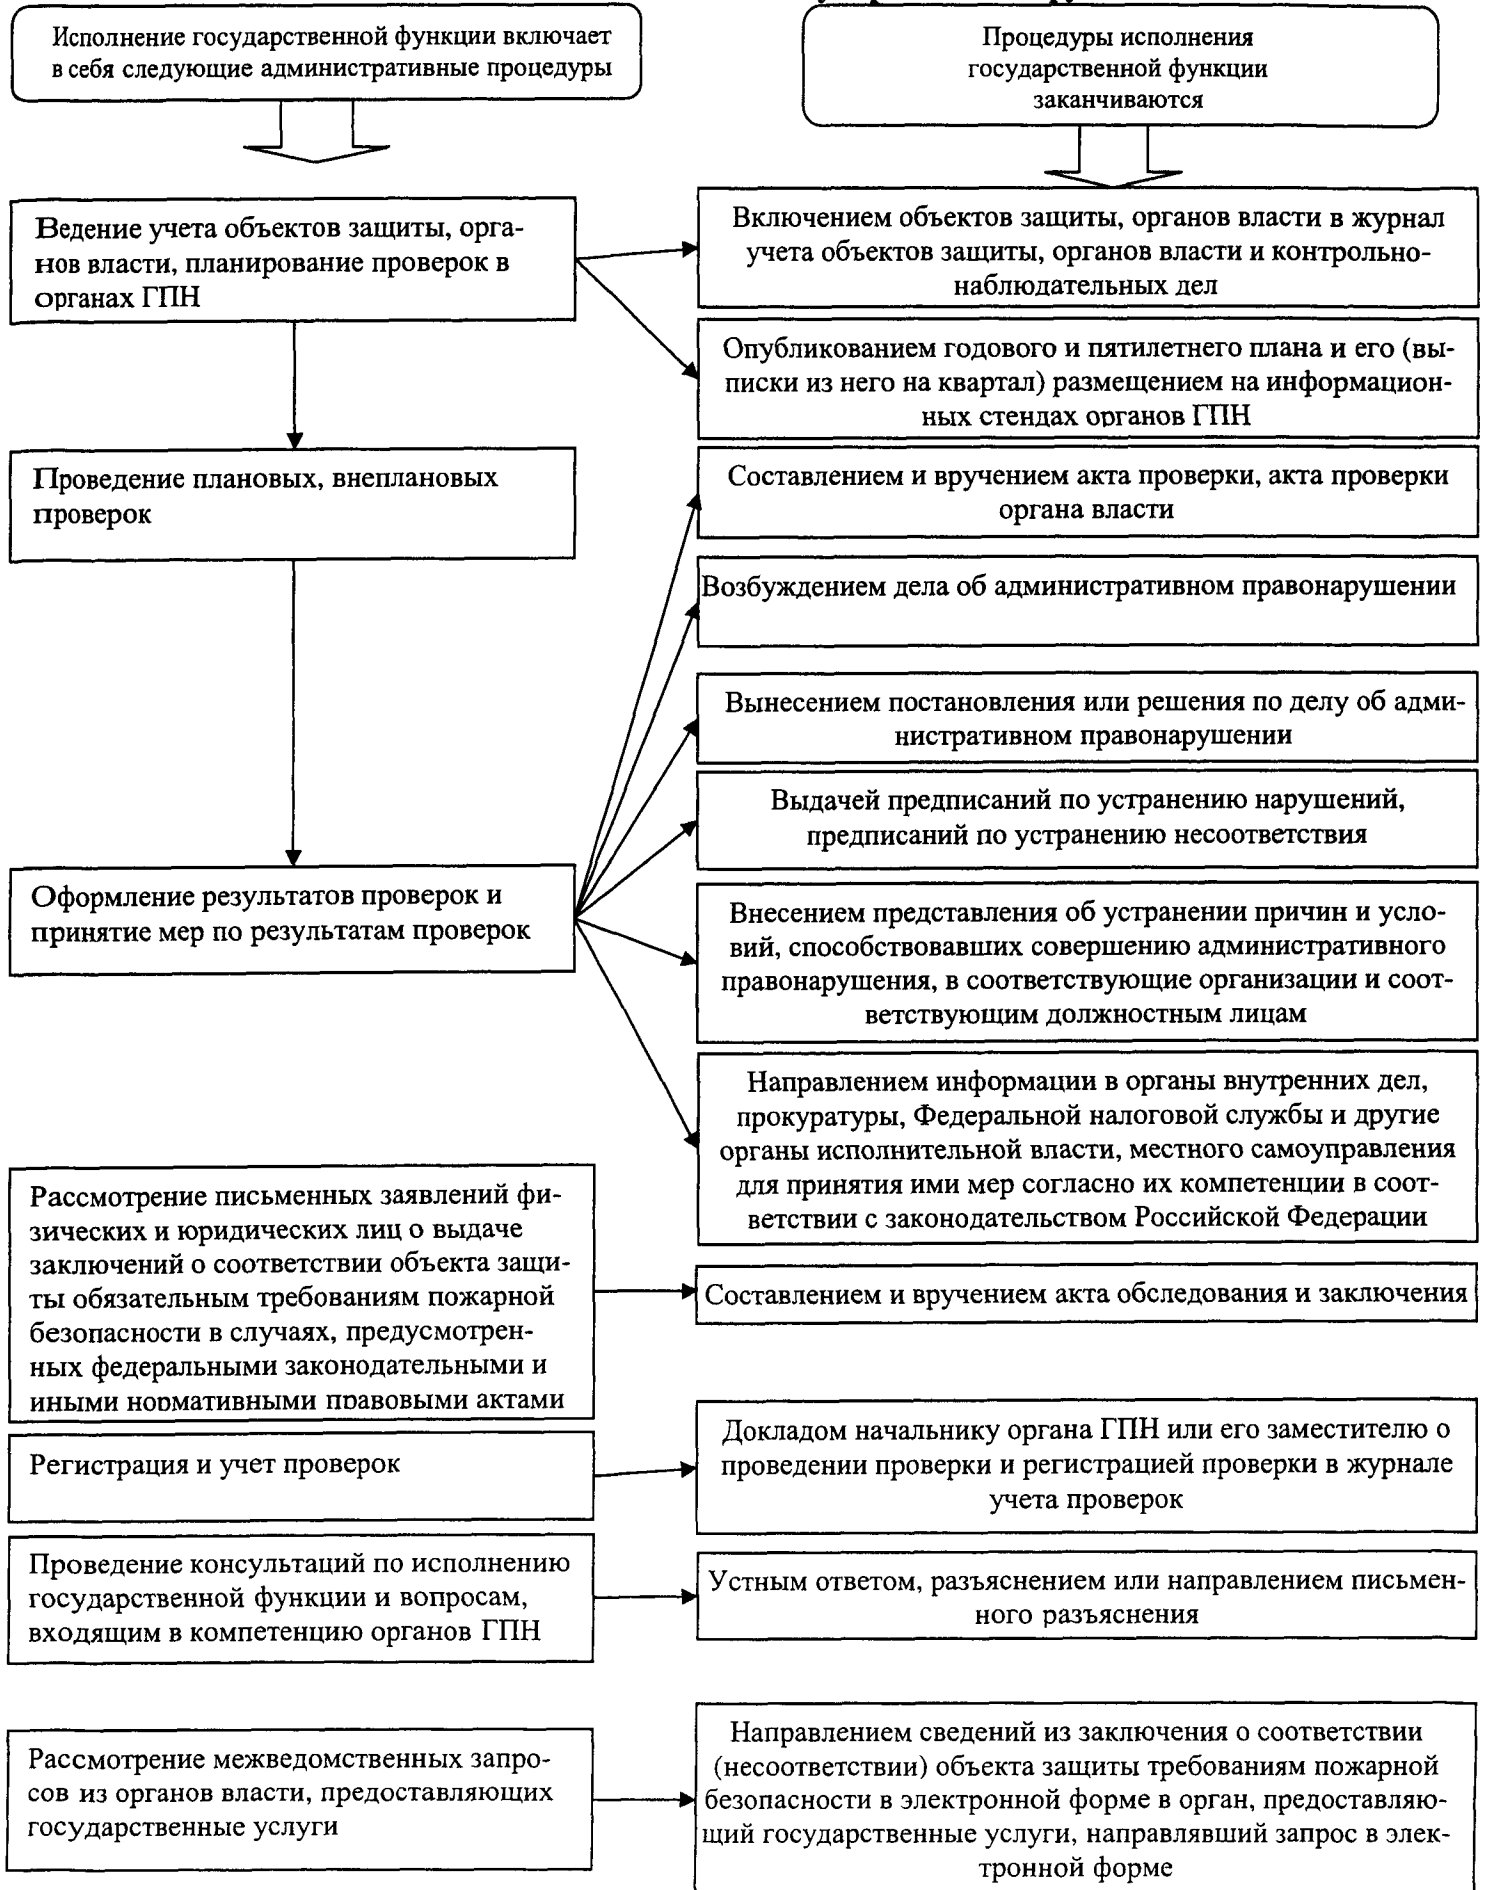 Исполнение государственной функции включает
в себя следующие административные процедуры
Процедуры исполнения
государственной функции
заканчиваются
Ведение учета объектов защиты, орга-
нов власти, планирование проверок в
органах ГПН
Включением объектов защиты, органов власти в журнал
учета объектов защиты, органов власти и контрольно-
наблюдательных дел
Опубликованием годового и пятилетнего плана и его (вы-
писки из него на квартал) размещением на информацион-
ных стендах органов ГПН
Проведение плановых, внеплановых
проверок
Составлением и вручением акта проверки, акта проверки
органа власти
Возбуждением дела об административном правонарушении
Вынесением постановления или решения по делу об адми-
нистративном правонарушении
Выдачей предписаний по устранению нарушений,
предписаний по устранению несоответствия
Оформление результатов проверок и
принятие мер по результатам проверок
Внесением представления об устранении причин и усло-
вий, способствовавших совершению административного
правонарушения, в соответствующие организации и соот-
ветствующим должностным лицам
Направлением информации в органы внутренних дел,
прокуратуры, Федеральной налоговой службы и другие
органы исполнительной власти, местного самоуправления
для принятия ими мер согласно их компетенции в соот-
ветствии с законодательством Российской Федерации
Рассмотрение письменных заявлений фи-
зических и юридических лиц о выдаче
заключений о соответствии объекта защи-
ты обязательным требованиям пожарной
безопасности в случаях, предусмотрен-
ных федеральными законодательными и
иными нормативными правовыми актами
Составлением и вручением акта обследования и заключения
Регистрация и учет проверок
Докладом начальнику органа ГПН или его заместителю о
проведении проверки и регистрацией проверки в журнале
учета проверок
Проведение консультаций по исполнению
государственной функции и вопросам,
входящим в компетенцию органов ГПН
Устным ответом, разъяснением или направлением письмен-
ного разъяснения
Рассмотрение межведомственных запро-
сов из органов власти, предоставляющих
государственные услуги
Направлением сведений из заключения о соответствии
(несоответствии) объекта защиты требованиям пожарной
безопасности в электронной форме в орган, предоставляю-
щий государственные услуги, направлявший запрос в элек-
тронной форме